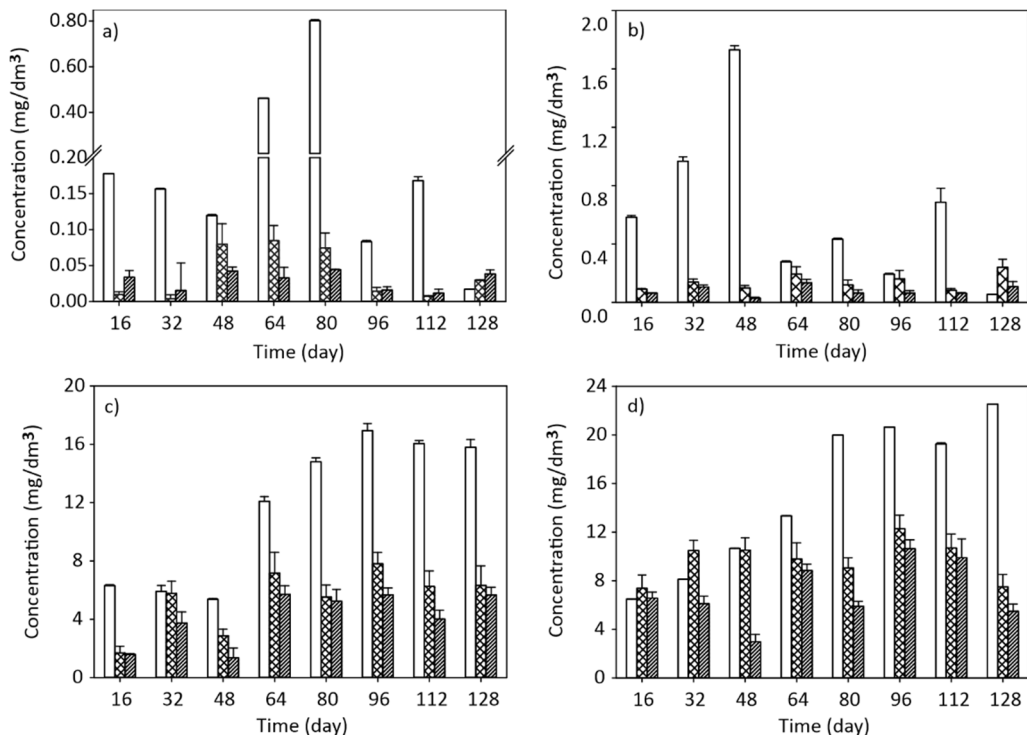 a)
Concentration (mg/dm³)
0.80
0.60
0.40
0.20
0.15
0.10
0.05
0.00
16 32 48 64 80 96 112 128
Time (day)
b)
Concentration (mg/dm³)
2.0
1.6
1.2
0.8
0.4
0.0
16 32 48 64 80 96 112 128
Time (day)
c)
Concentration (mg/dm³)
20
16
12
8
4
0
16 32 48 64 80 96 112 128
Time (day)
d)
Concentration (mg/dm³)
24
20
16
12
8
4
0
16 32 48 64 80 96 112 128
Time (day)